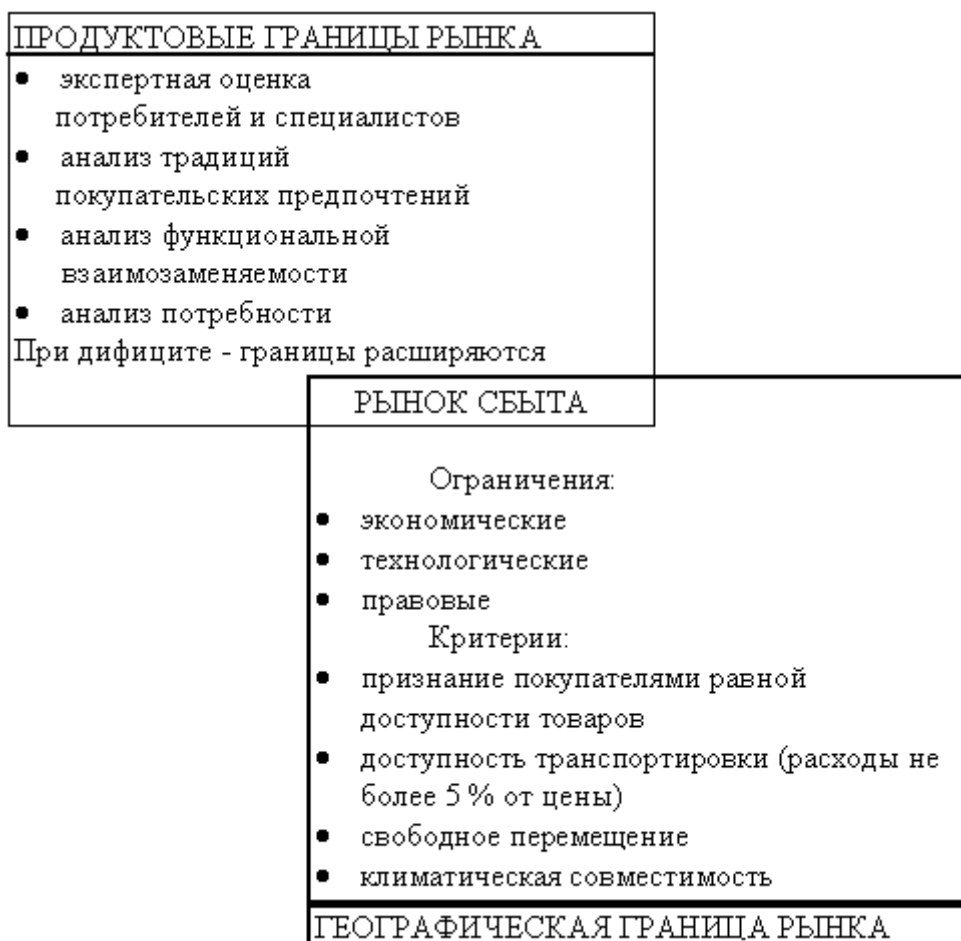 ПРОДУКТОВЫЕ ГРАНИЦЫ РЫНКА
● экспертная оценка
потребителей и специалистов
● анализ традиций
покупательских предпочтений
● анализ функциональной
взаимозаменяемости
● анализ потребности
При дифиците - границы расширяются
РЫНОК СБЫТА
Ограничения:
● экономические
● технологические
● правовые
Критерии:
● признание покупателями равной
доступности товаров
● доступность транспортировки (расходы не
более 5 % от цены)
● свободное перемещение
● климатическая совместимость
ГЕОГРАФИЧЕСКАЯ ГРАНИЦА РЫНКА